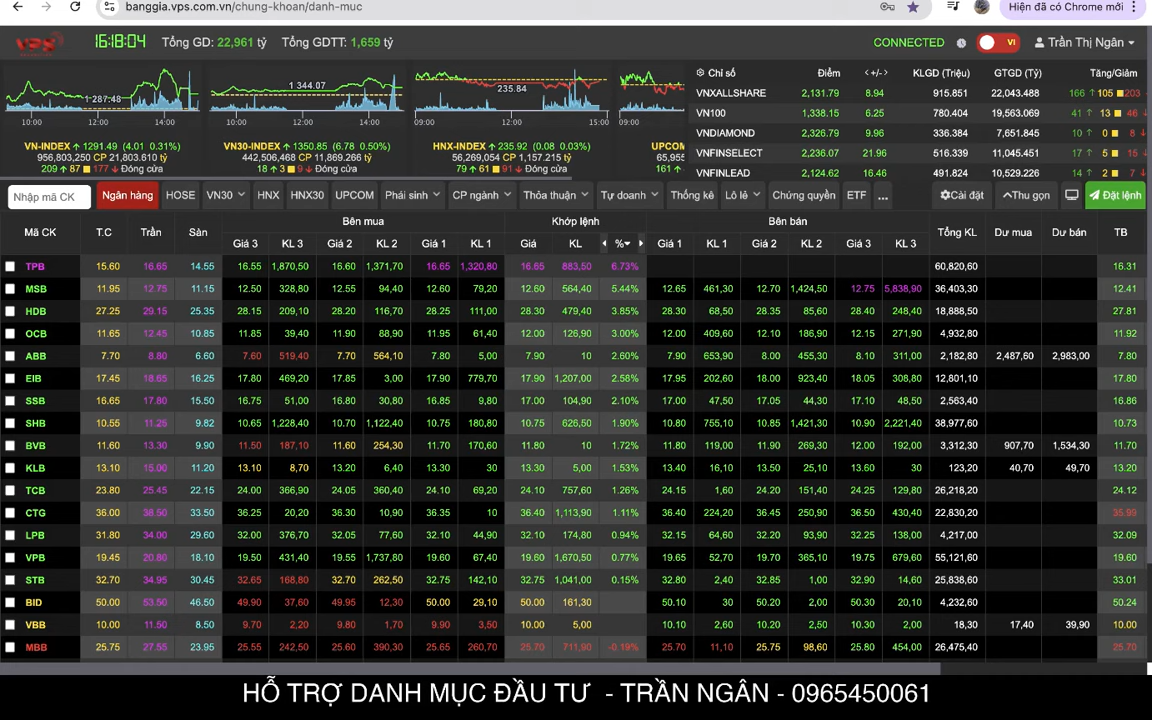 banggia.vps.com.vn/chung-khoan/danh-muc
Hiện đã có Chrome mới
vps 16:18:04 Tổng GD: 22,961 tỷ Tổng GDTT: 1,659 tỷ CONNECTED VI Trần Thị Ngân
1 287.48 10:00 12:00 14:00
1 344.07 10:00 12:00 14:00
235.84 09:00 12:00 15:00
09:00
VN-INDEX ↑ 1291.49 (4.01 0.31%)
956,803,250 CP 21,803.610 tỷ
209 ↑ 87 ■ 177 ↓ Đóng cửa
VN30-INDEX ↑ 1350.85 (6.78 0.50%)
442,506,468 CP 11,869.266 tỷ
18 ↑ 3 ■ 9 ↓ Đóng cửa
HNX-INDEX ↑ 235.92 (0.08 0.03%)
56,269,054 CP 1,157.215 tỷ
79 ↑ 61 ■ 91 ↓ Đóng cửa
UPCOM
65,955
161 ↑
Chỉ số Điểm <+/-> KLGD (Triệu) GTGD (Tỷ) Tăng/Giảm
VNXALLSHARE 2,131.79 8.94 915.851 22,043.488 166 ↑ 105 ■ 203
VN100 1,338.15 6.25 780.404 19,563.069 41 ↑ 13 ■ 46 ↓
VNDIAMOND 2,326.79 9.96 336.384 7,651.845 10 ↑ 0 ■ 8 ↓
VNFINSELECT 2,236.07 21.96 516.339 11,045.451 17 ↑ 5 ■ 15 ↓
VNFINLEAD 2,124.62 16.46 491.824 10,529.226 14 ↑ 2 ■ 7 ↓
Nhập mã CK Ngân hàng HOSE VN30 HNX HNX30 UPCOM Phái sinh CP ngành Thỏa thuận Tự doanh Thống kê Lô lẻ Chứng quyền ETF ... Cài đặt Thu gọn Đặt lệnh
Mã CK T.C Trần Sàn Bên mua Khớp lệnh Bên bán Tổng KL Dư mua Dư bán TB
Giá 3 KL 3 Giá 2 KL 2 Giá 1 KL 1 Giá KL % Giá 1 KL 1 Giá 2 KL 2 Giá 3 KL 3
TPB 15.60 16.65 14.55 16.55 1,870,50 16.60 1,371,70 16.65 1,320,80 16.65 883,50 6.73% 60,820,60 16.31
MSB 11.95 12.75 11.15 12.50 328,80 12.55 94,40 12.60 79,20 12.60 564,40 5.44% 12.65 461,30 12.70 1,424,50 12.75 5,838,90 36,403,30 12.41
HDB 27.25 29.15 25.35 28.15 209,10 28.20 116,70 28.25 111,00 28.30 479,40 3.85% 28.30 68,50 28.35 85,60 28.40 248,40 18,888,50 27.81
OCB 11.65 12.45 10.85 11.85 39,40 11.90 88,90 11.95 61,40 12.00 126,90 3.00% 12.00 409,60 12.10 186,90 12.15 271,90 4,932,80 11.92
ABB 7.70 8.80 6.60 7.60 519,40 7.70 564,10 7.80 5,00 7.90 10 2.60% 7.90 653,90 8.00 455,30 8.10 311,00 2,182,80 2,487,60 2,983,00 7.80
EIB 17.45 18.65 16.25 17.80 469,20 17.85 3,00 17.90 779,70 17.90 1,207,00 2.58% 17.95 202,60 18.00 923,40 18.05 308,80 12,801,10 17.80
SSB 16.65 17.80 15.50 16.75 51,00 16.80 30,80 16.85 9,80 17.00 104,90 2.10% 17.00 47,50 17.05 44,30 17.10 48,50 2,563,40 16.86
SHB 10.55 11.25 9.82 10.65 1,228,40 10.70 1,122,40 10.75 180,80 10.75 626,50 1.90% 10.80 755,10 10.85 1,421,30 10.90 2,221,40 38,977,60 10.73
BVB 11.60 13.30 9.90 11.50 187,10 11.60 254,30 11.70 170,60 11.80 10 1.72% 11.80 119,00 11.90 269,30 12.00 192,00 3,312,30 907,70 1,534,30 11.70
KLB 13.10 15.00 11.20 13.10 8,70 13.20 6,40 13.30 30 13.30 5,00 1.53% 13.40 16,10 13.50 25,10 13.60 30 123,20 40,70 49,70 13.20
TCB 23.80 25.45 22.15 24.00 366,90 24.05 360,40 24.10 69,20 24.10 757,60 1.26% 24.15 1,60 24.20 151,40 24.25 129,80 26,218,20 24.12
CTG 36.00 38.50 33.50 36.25 20,20 36.30 10,90 36.35 10 36.40 1,113,90 1.11% 36.40 224,20 36.45 250,90 36.50 430,40 22,830,20 35.99
LPB 31.80 34.00 29.60 32.00 376,70 32.05 77,60 32.10 44,90 32.10 174,80 0.94% 32.15 64,60 32.20 93,90 32.25 138,00 4,217,00 32.09
VPB 19.45 20.80 18.10 19.50 431,40 19.55 1,737,80 19.60 67,40 19.60 1,670,50 0.77% 19.65 52,70 19.70 365,10 19.75 679,60 55,121,60 19.60
STB 32.70 34.95 30.45 32.65 168,80 32.70 262,50 32.75 142,10 32.75 1,041,00 0.15% 32.80 2,40 32.85 1,00 32.90 14,60 25,838,60 33.01
BID 50.00 53.50 46.50 49.90 37,60 49.95 12,30 50.00 29,10 50.00 161,30 50.10 30 50.20 2,00 50.30 20,10 4,232,60 50.24
VBB 10.00 11.50 8.50 9.70 2,20 9.80 1,70 9.90 3,50 10.00 5,00 10.10 2,60 10.20 2,50 10.30 2,00 18,30 17,40 39,90 10.00
MBB 25.75 27.55 23.95 25.55 242,50 25.60 390,30 25.65 260,70 25.70 711,90 -0.19% 25.70 11,10 25.75 98,60 25.80 454,00 26,475,40 25.70
HỖ TRỢ DANH MỤC ĐẦU TƯ - TRẦN NGÂN - 0965450061